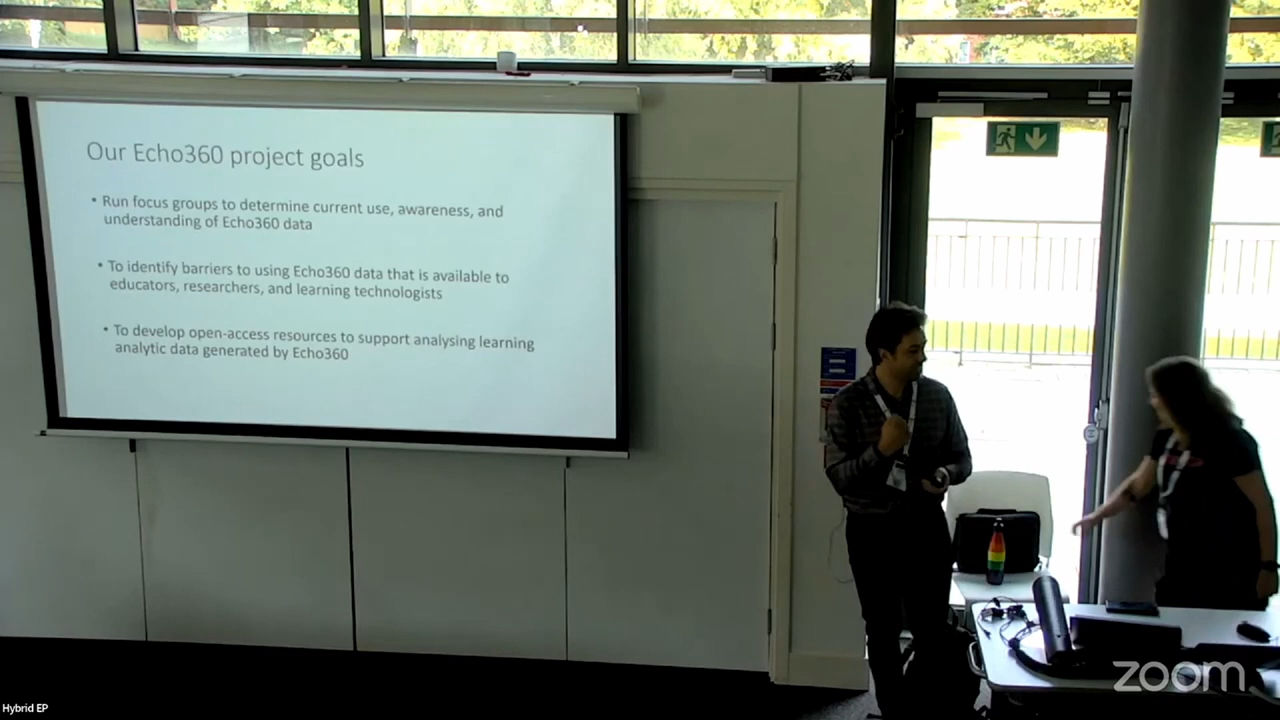 Our Echo360 project goals
• Run focus groups to determine current use, awareness, and
understanding of Echo360 data
• To identify barriers to using Echo360 data that is available to
educators, researchers, and learning technologists
• To develop open-access resources to support analysing learning
analytic data generated by Echo360
zoom
Hybrid EP